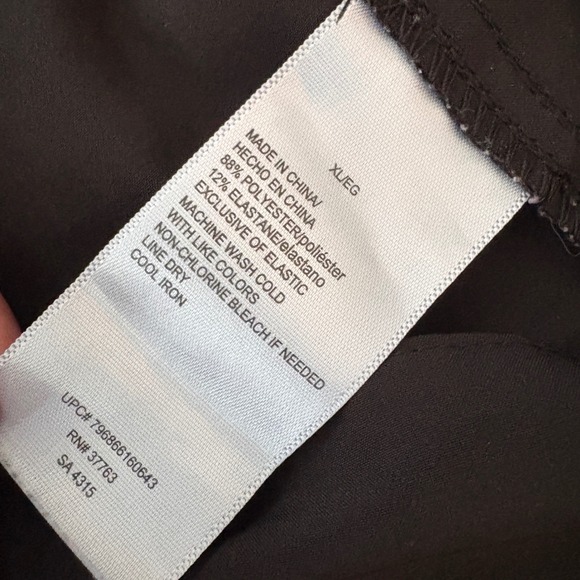 XL/EG
MADE IN CHINA/
HECHO EN CHINA
88% POLYESTER/poliéster
12% ELASTANE/elástano
EXCLUSIVE OF ELASTIC
MACHINE WASH COLD
WITH LIKE COLORS
NON-CHLORINE BLEACH IF NEEDED
LINE DRY
COOL IRON
UPC# 796866160643
RN# 37763
SA 4315